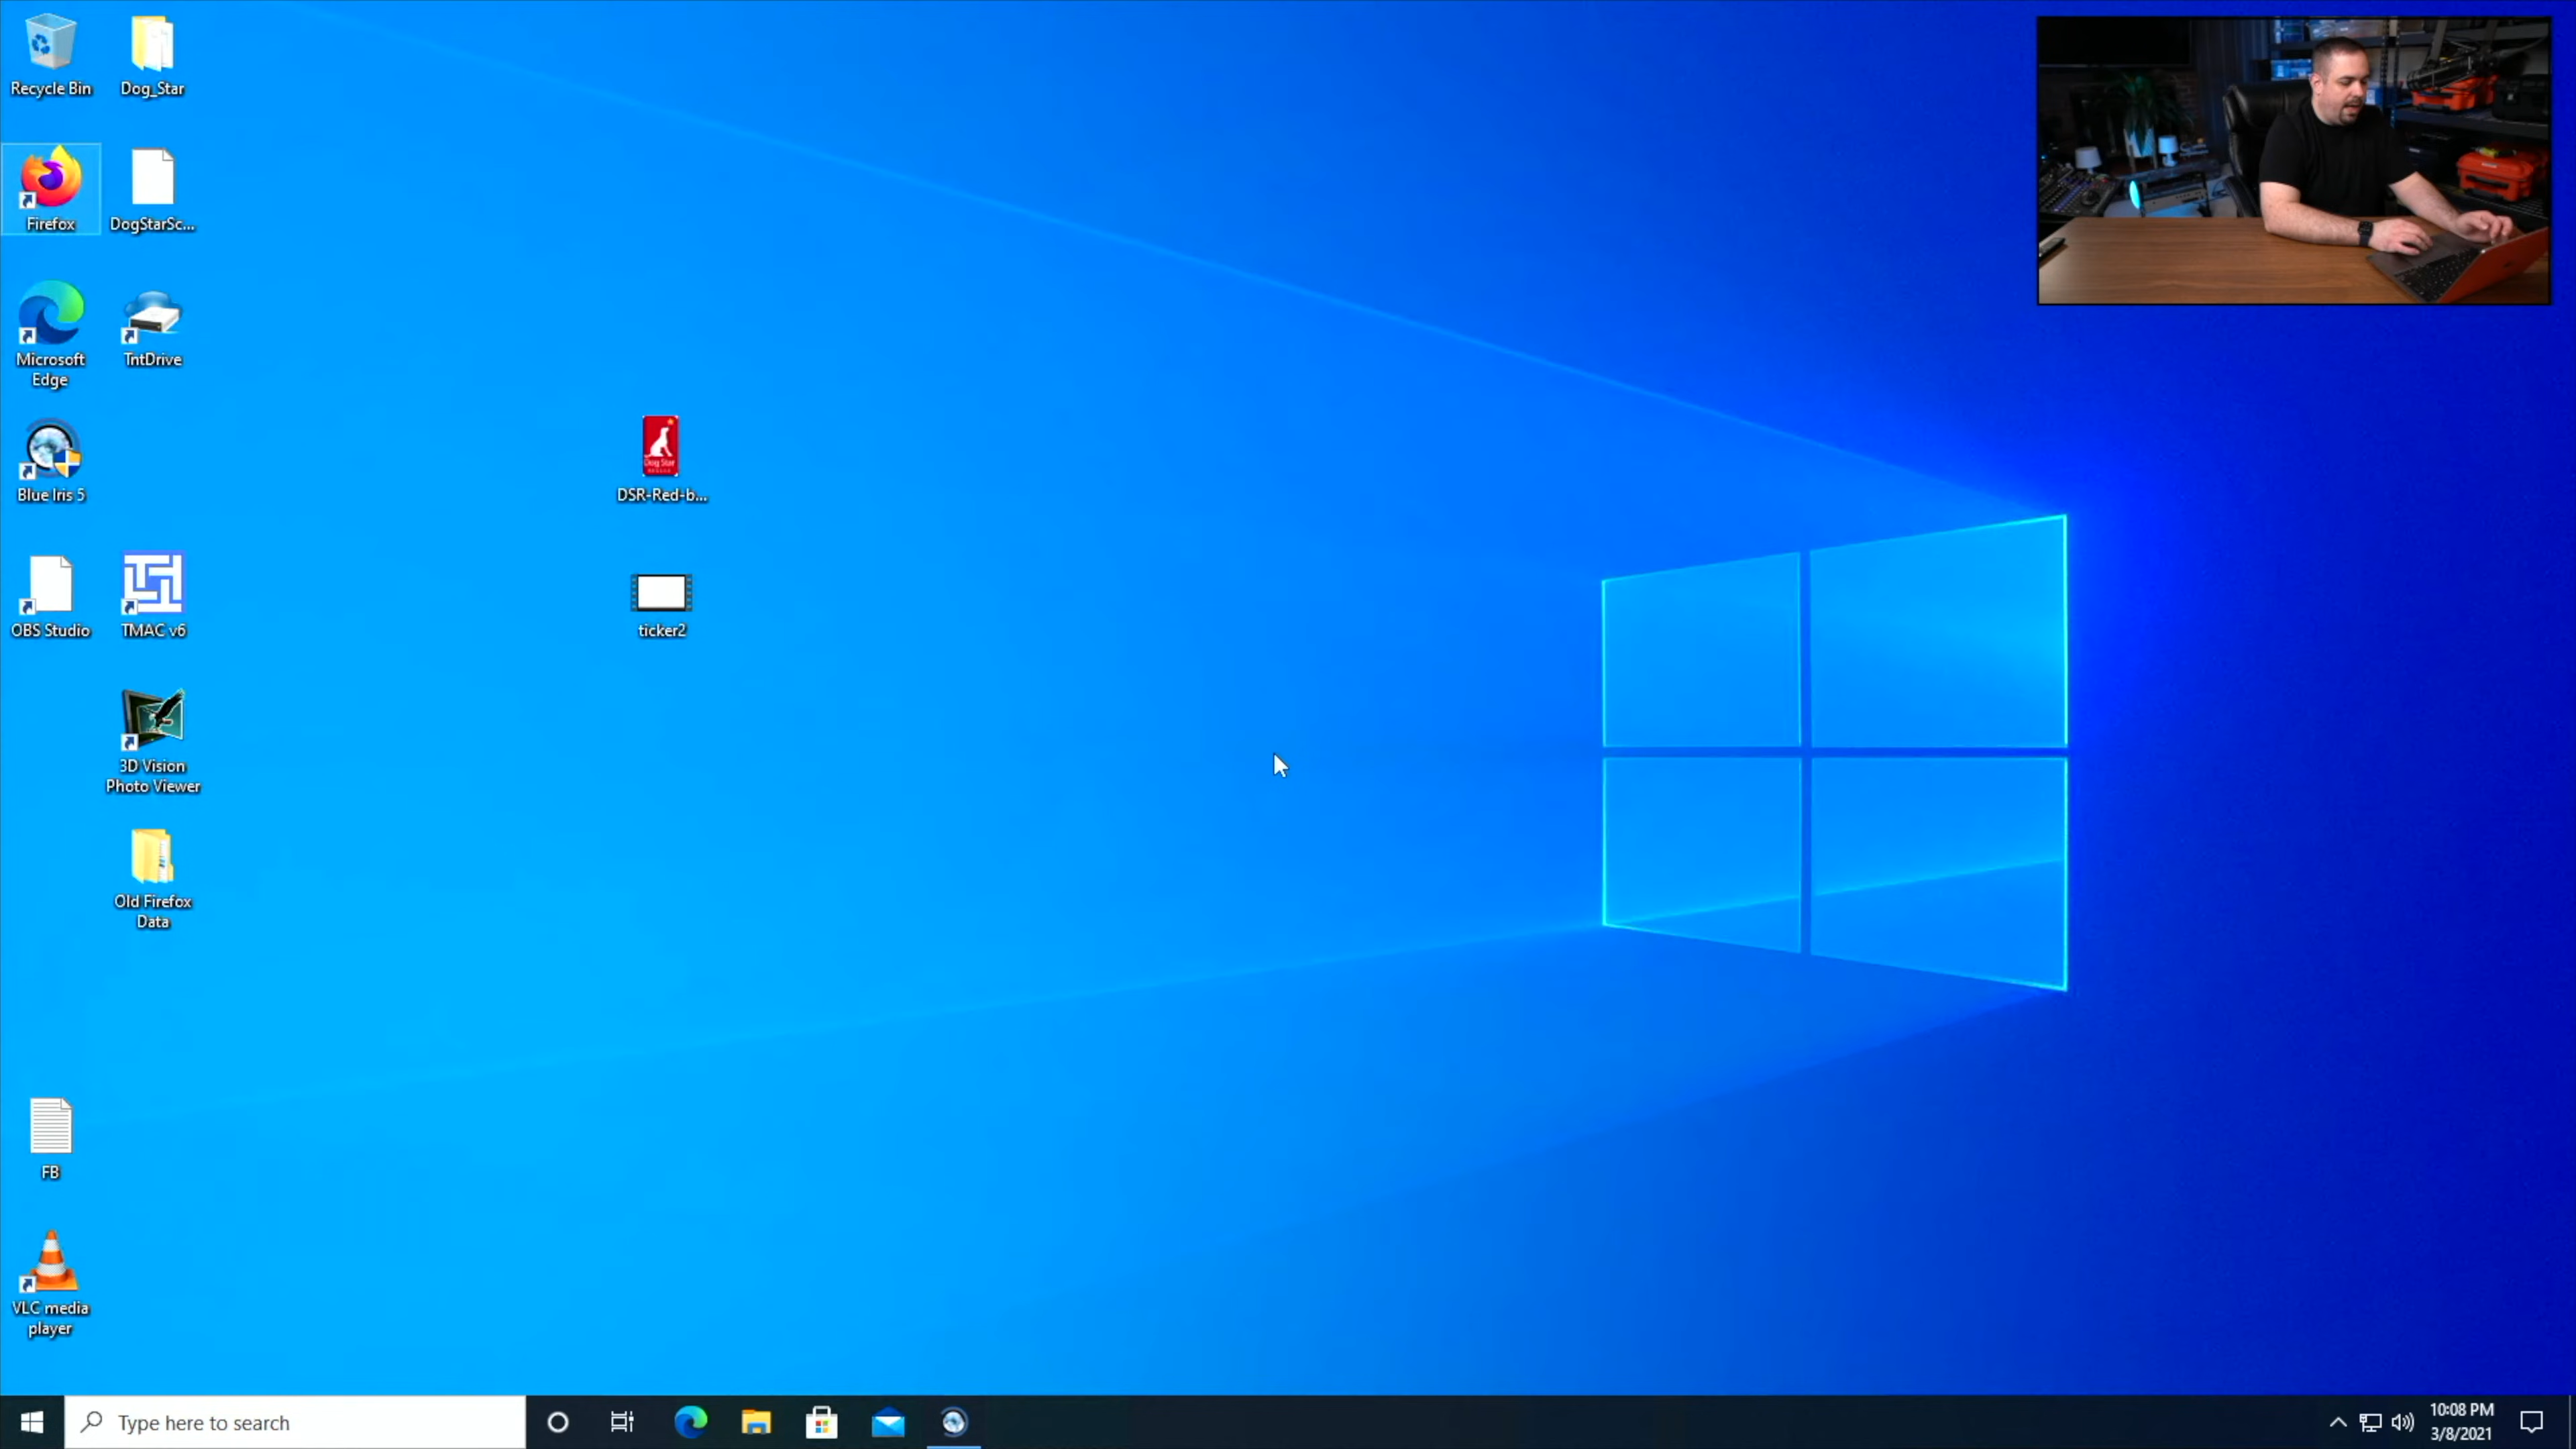 Recycle Bin
Dog_Star
Firefox
DogStarSc...
Microsoft
Edge
TntDrive
Blue Iris 5
Dog Star
DSR-Red-b...
OBS Studio
TMAC v6
ticker2
3D Vision
Photo Viewer
Old Firefox
Data
FB
VLC media
player
Type here to search
10:08 PM
3/8/2021